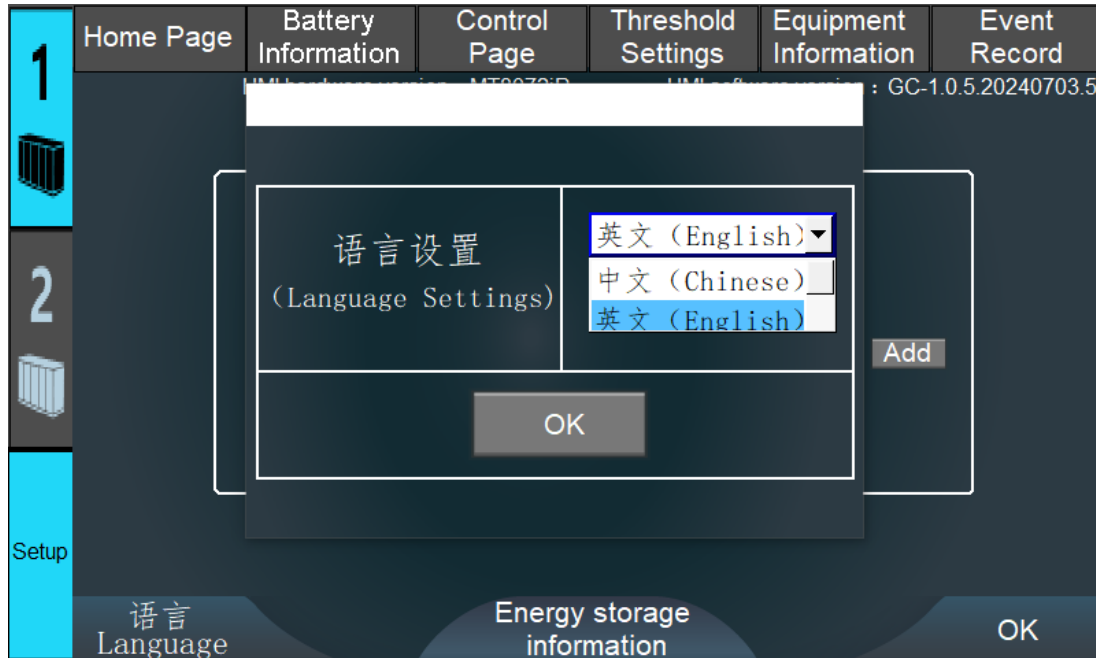 1
Home Page
Battery
Information
Control
Page
Threshold
Settings
Equipment
Information
Event
Record
: GC-1.0.5.20240703.5
语言设置
(Language Settings)
英文 (English)
中文 (Chinese)
英文 (English)
2
Add
OK
Setup
语言
Language
Energy storage
information
OK